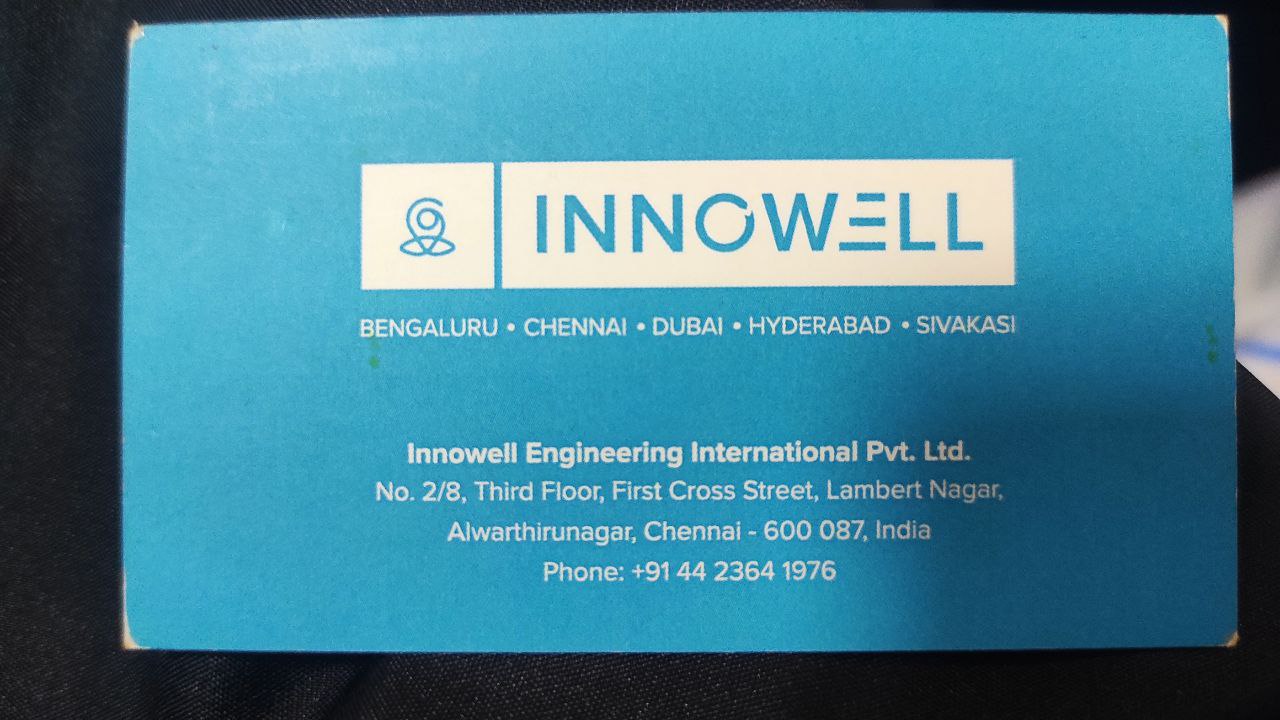 INNOWELL
BENGALURU • CHENNAI • DUBAI • HYDERABAD • SIVAKASI
Innowell Engineering International Pvt. Ltd.
No. 2/8, Third Floor, First Cross Street, Lambert Nagar,
Alwarthirunagar, Chennai - 600 087, India
Phone: +91 44 2364 1976